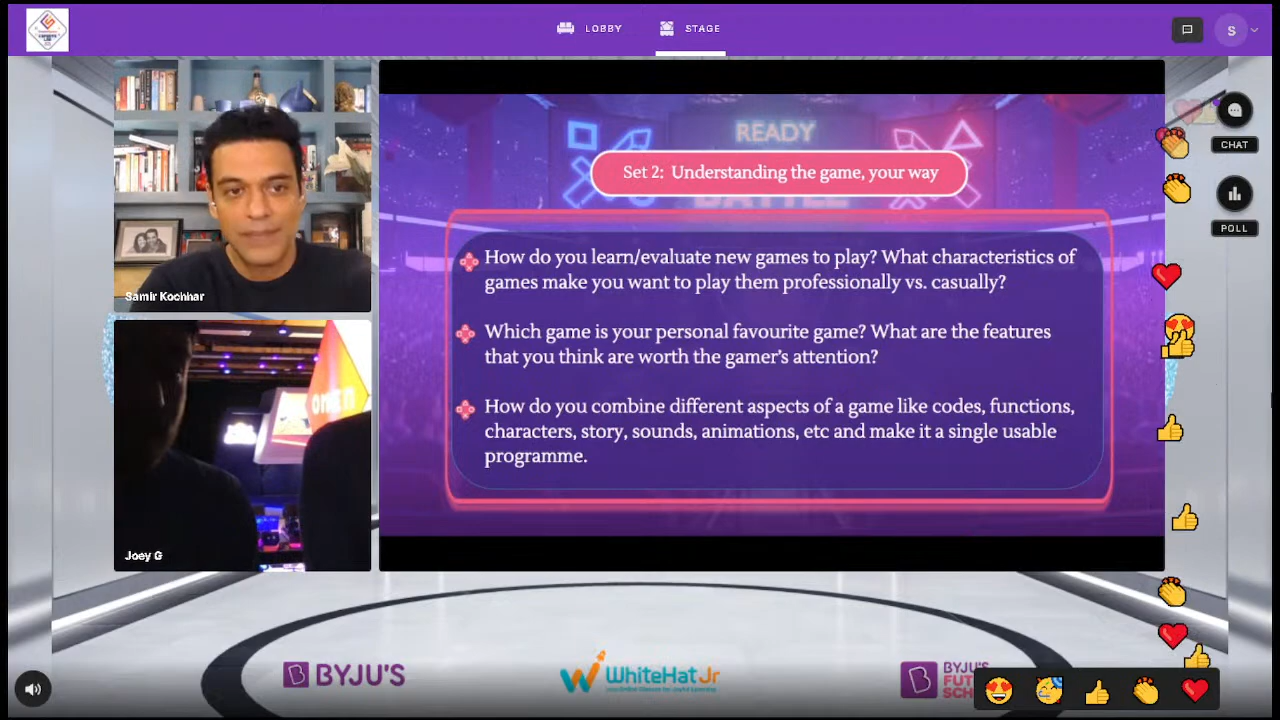 LOBBY
STAGE
S
CHAT
POLL
Samir Kochhar
Joey G
READY
Set 2: Understanding the game, your way
BATTLE
How do you learn/evaluate new games to play? What characteristics of
games make you want to play them professionally vs. casually?
Which game is your personal favourite game? What are the features
that you think are worth the gamer's attention?
How do you combine different aspects of a game like codes, functions,
characters, story, sounds, animations, etc and make it a single usable
programme.
BYJU'S
WhiteHat Jr
BYJU'S